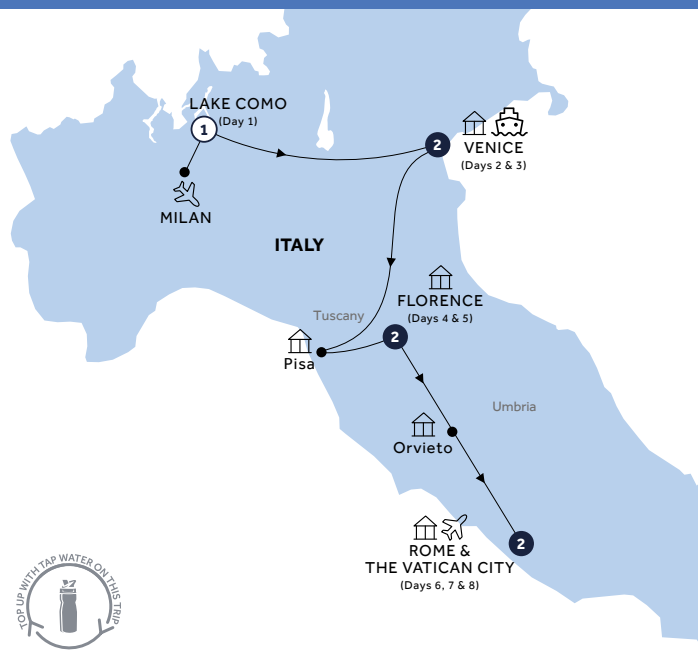 LAKE COMO
(Day 1)
1
2
VENICE
(Days 2 & 3)
MILAN
ITALY
FLORENCE
(Days 4 & 5)
Tuscany
2
Pisa
Umbria
Orvieto
2
ROME &
THE VATICAN CITY
(Days 6, 7 & 8)
TOP UP WITH TAP WATER ON THIS TRIP